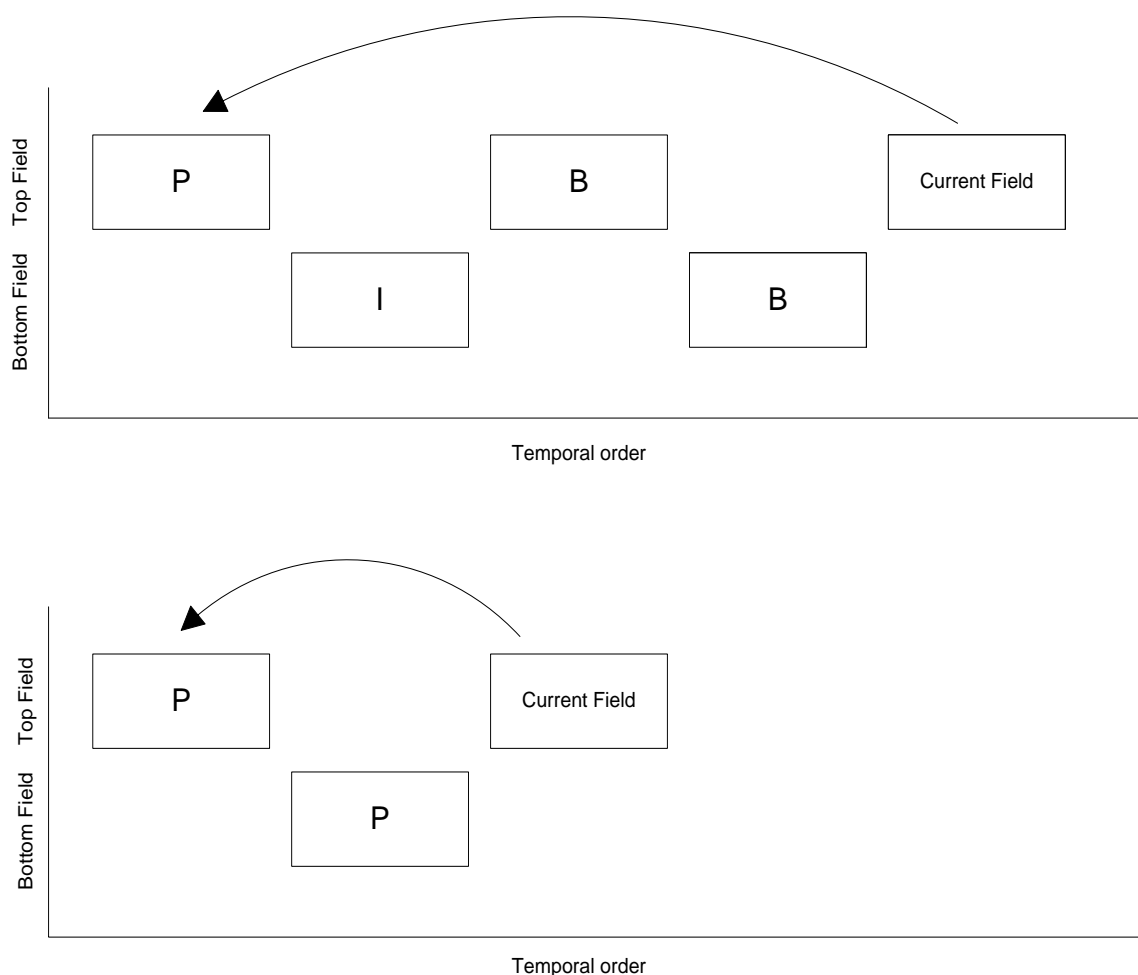 Top Field
P
B
Current Field
Bottom Field
I
B
Temporal order
Top Field
P
Current Field
Bottom Field
P
Temporal order